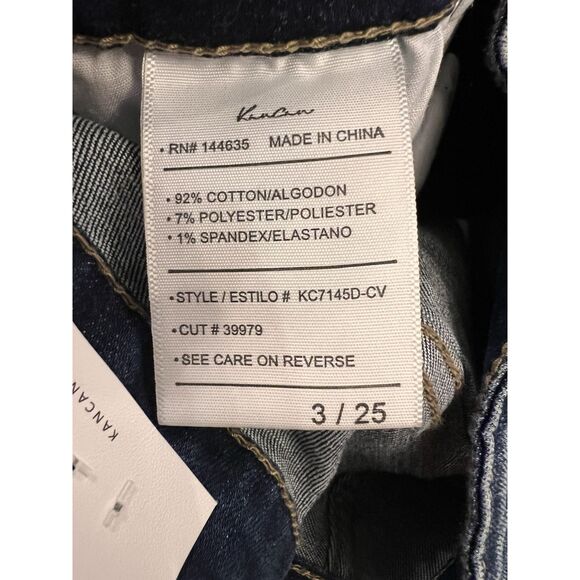 KanCan
• RN# 144635 MADE IN CHINA
• 92% COTTON/ALGODON
• 7% POLYESTER/POLIESTER
• 1% SPANDEX/ELASTANO
• STYLE / ESTILO # KC7145D-CV
• CUT # 39979
• SEE CARE ON REVERSE
3 / 25
KANCAN